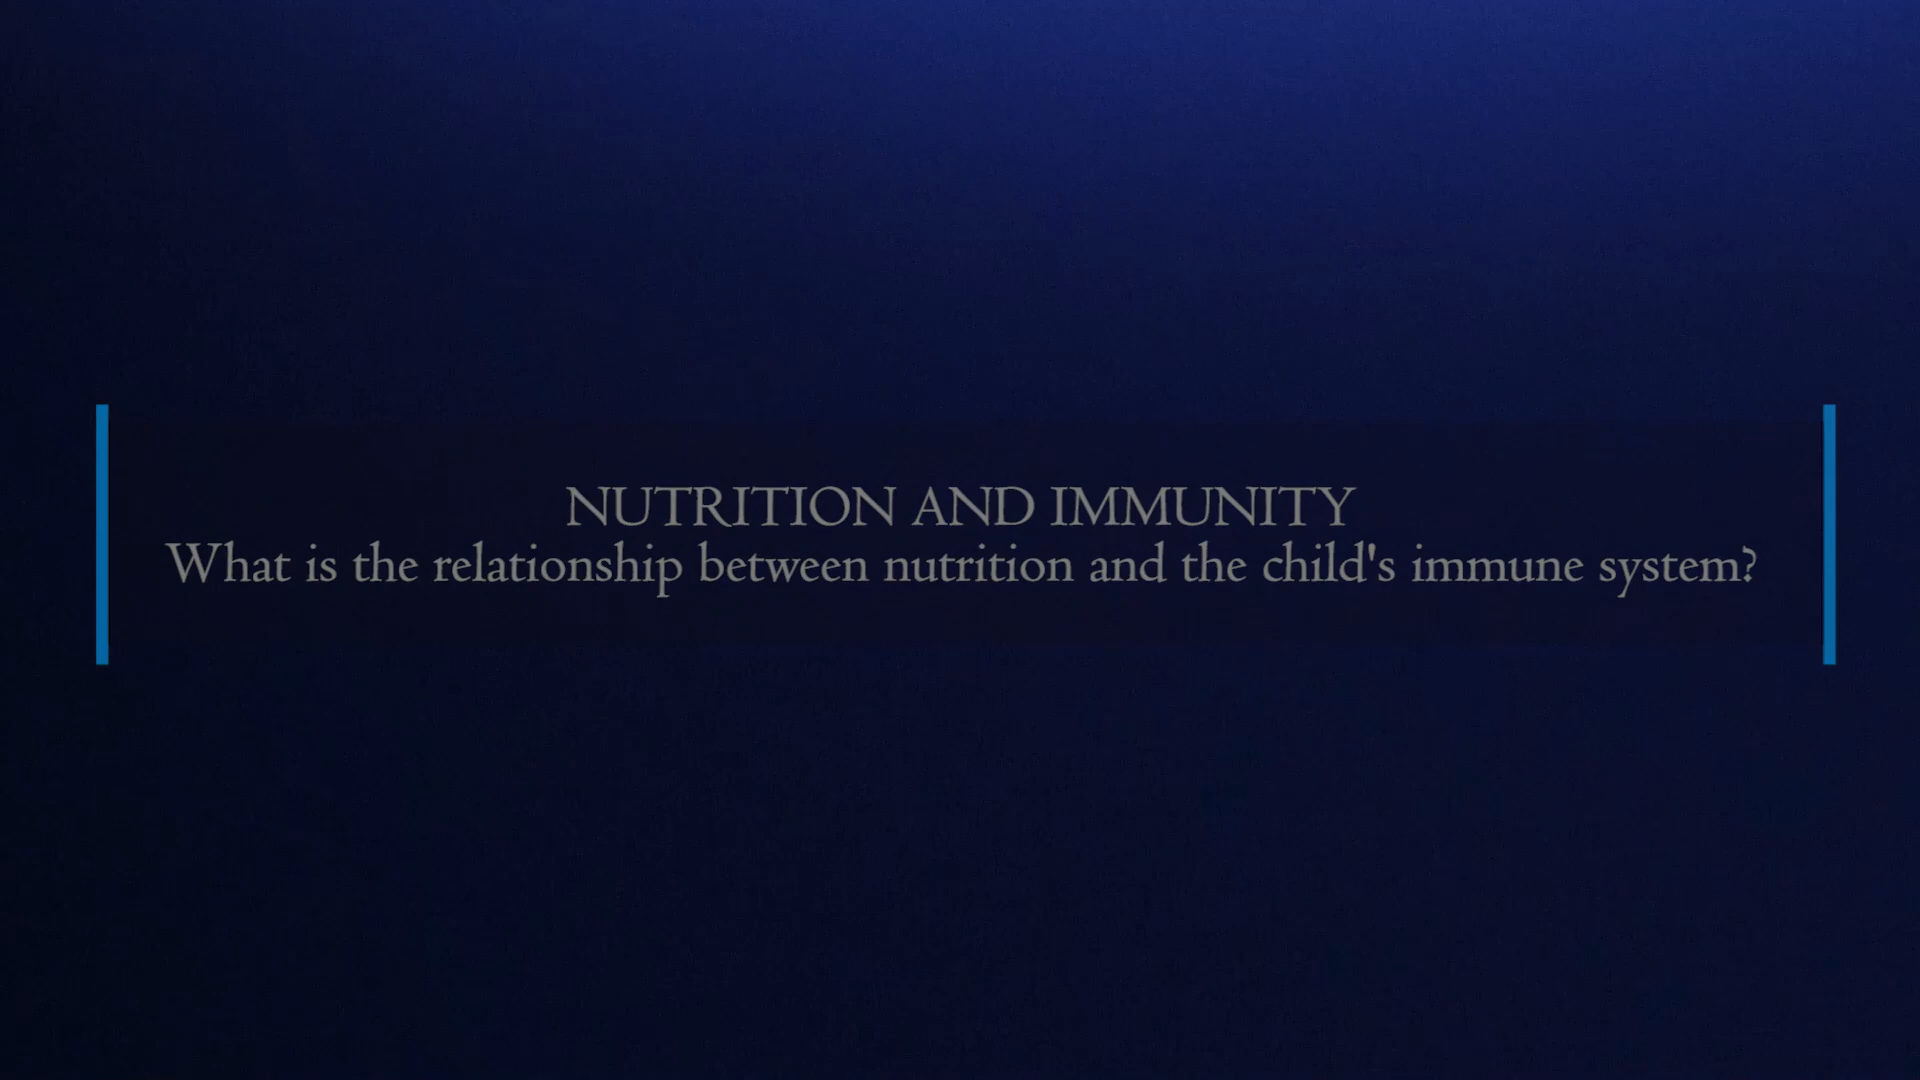 NUTRITION AND IMMUNITY
What is the relationship between nutrition and the child's immune system?